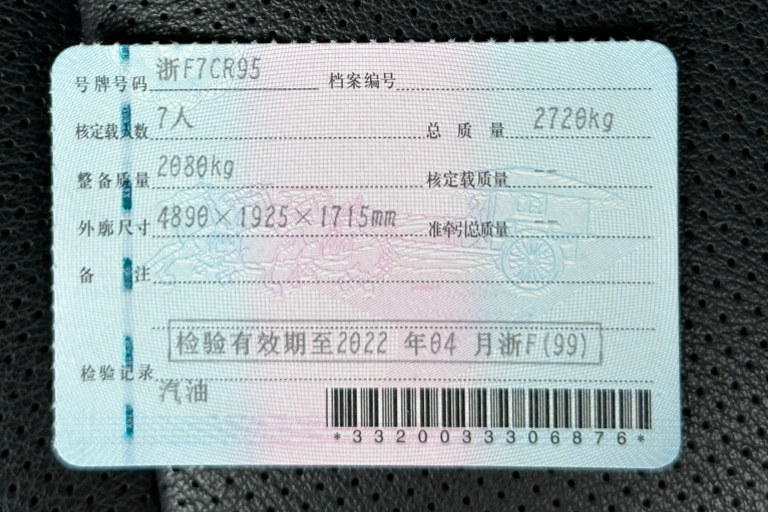 号牌号码 浙F7CR95 档案编号
核定载人数 7人 总质量 2720kg
整备质量 2080kg 核定载质量 --
外廓尺寸 4890×1925×1715mm 准牵引总质量 --
备注
检验有效期至2022 年04 月浙F(99)
检验记录
汽油
*3320033306876*